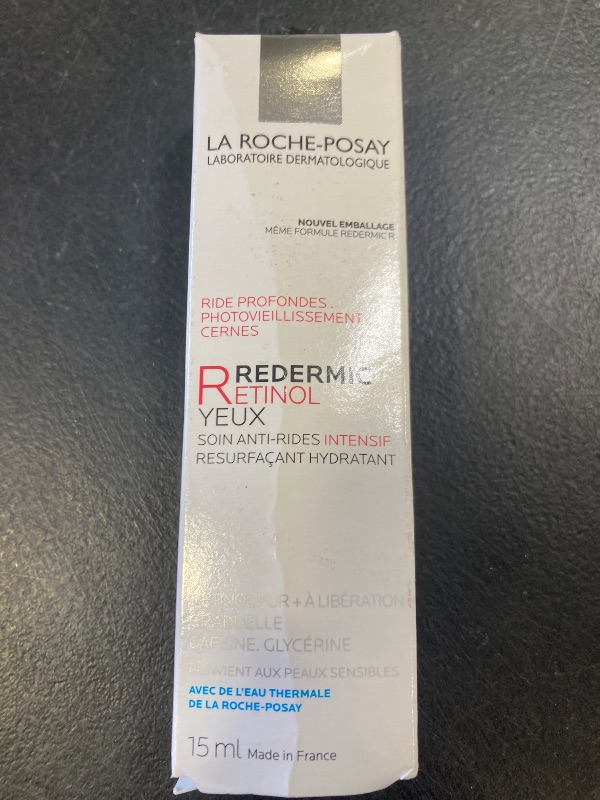 LA ROCHE-POSAY
LABORATOIRE DERMATOLOGIQUE
NOUVEL EMBALLAGE
MÊME FORMULE REDERMIC R
RIDE PROFONDES.
PHOTOVIEILLISSEMENT
CERNES
REDERMIC
RETINOL
YEUX
SOIN ANTI-RIDES INTENSIF
RESURFAÇANT HYDRATANT
+ À LIBÉRATION
GLYCÉRINE
AUX PEAUX SENSIBLES
AVEC DE L'EAU THERMALE
DE LA ROCHE-POSAY
15 ml Made in France